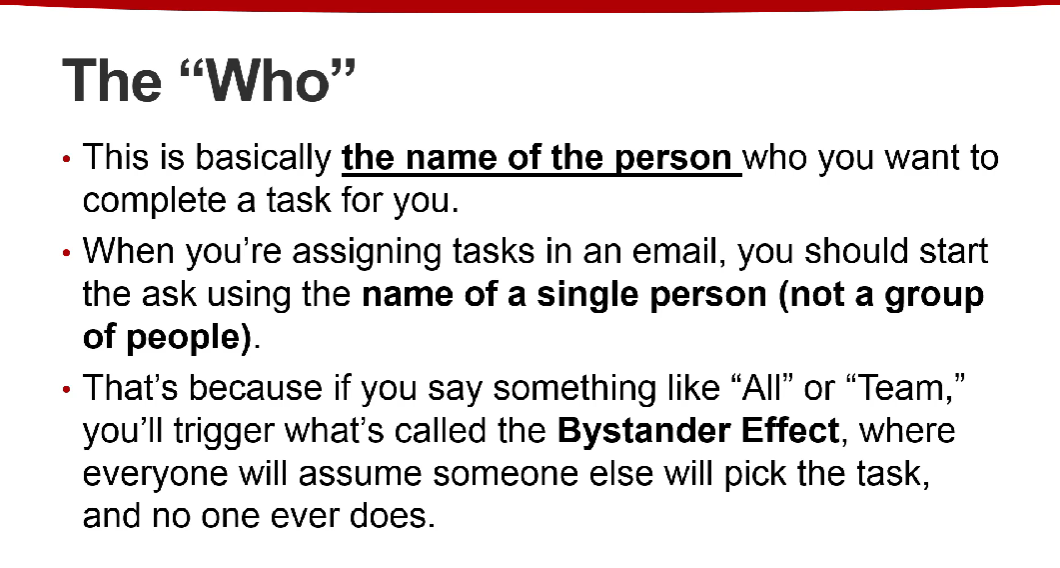 The “Who”
• This is basically the name of the person who you want to
complete a task for you.
• When you’re assigning tasks in an email, you should start
the ask using the name of a single person (not a group
of people).
• That’s because if you say something like “All” or “Team,”
you’ll trigger what’s called the Bystander Effect, where
everyone will assume someone else will pick the task,
and no one ever does.